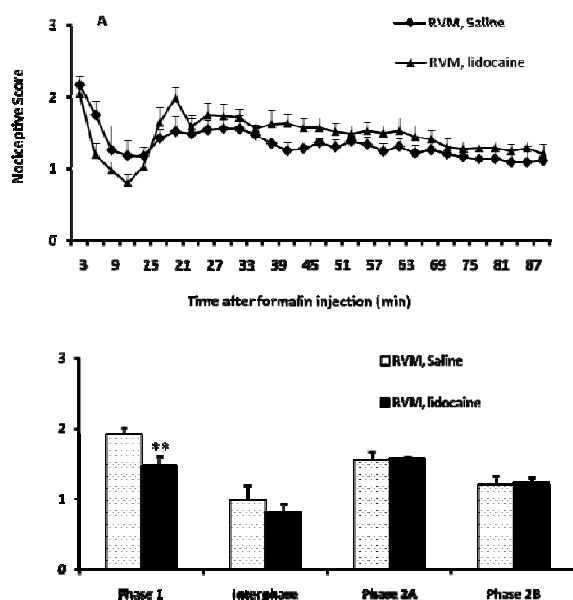 3
A
RVM, Saline
RVM, lidocaine
2
Nociceptive Score
1
0
3 9 15 21 27 33 39 45 51 57 63 69 75 81 87
Time after formalin injection (min)
3
RVM, Saline
RVM, lidocaine
2
**
1
0
Phase 1 Interphase Phase 2A Phase 2B